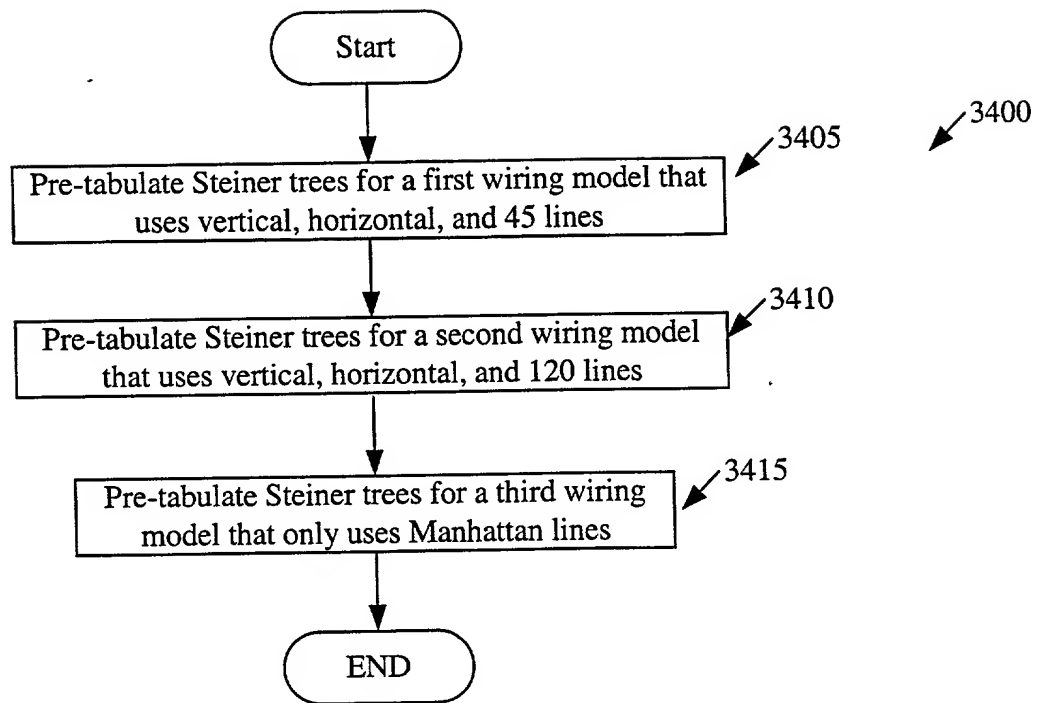 Start
3400
3405
Pre-tabulate Steiner trees for a first wiring model that
uses vertical, horizontal, and 45 lines
3410
Pre-tabulate Steiner trees for a second wiring model
that uses vertical, horizontal, and 120 lines
3415
Pre-tabulate Steiner trees for a third wiring
model that only uses Manhattan lines
END